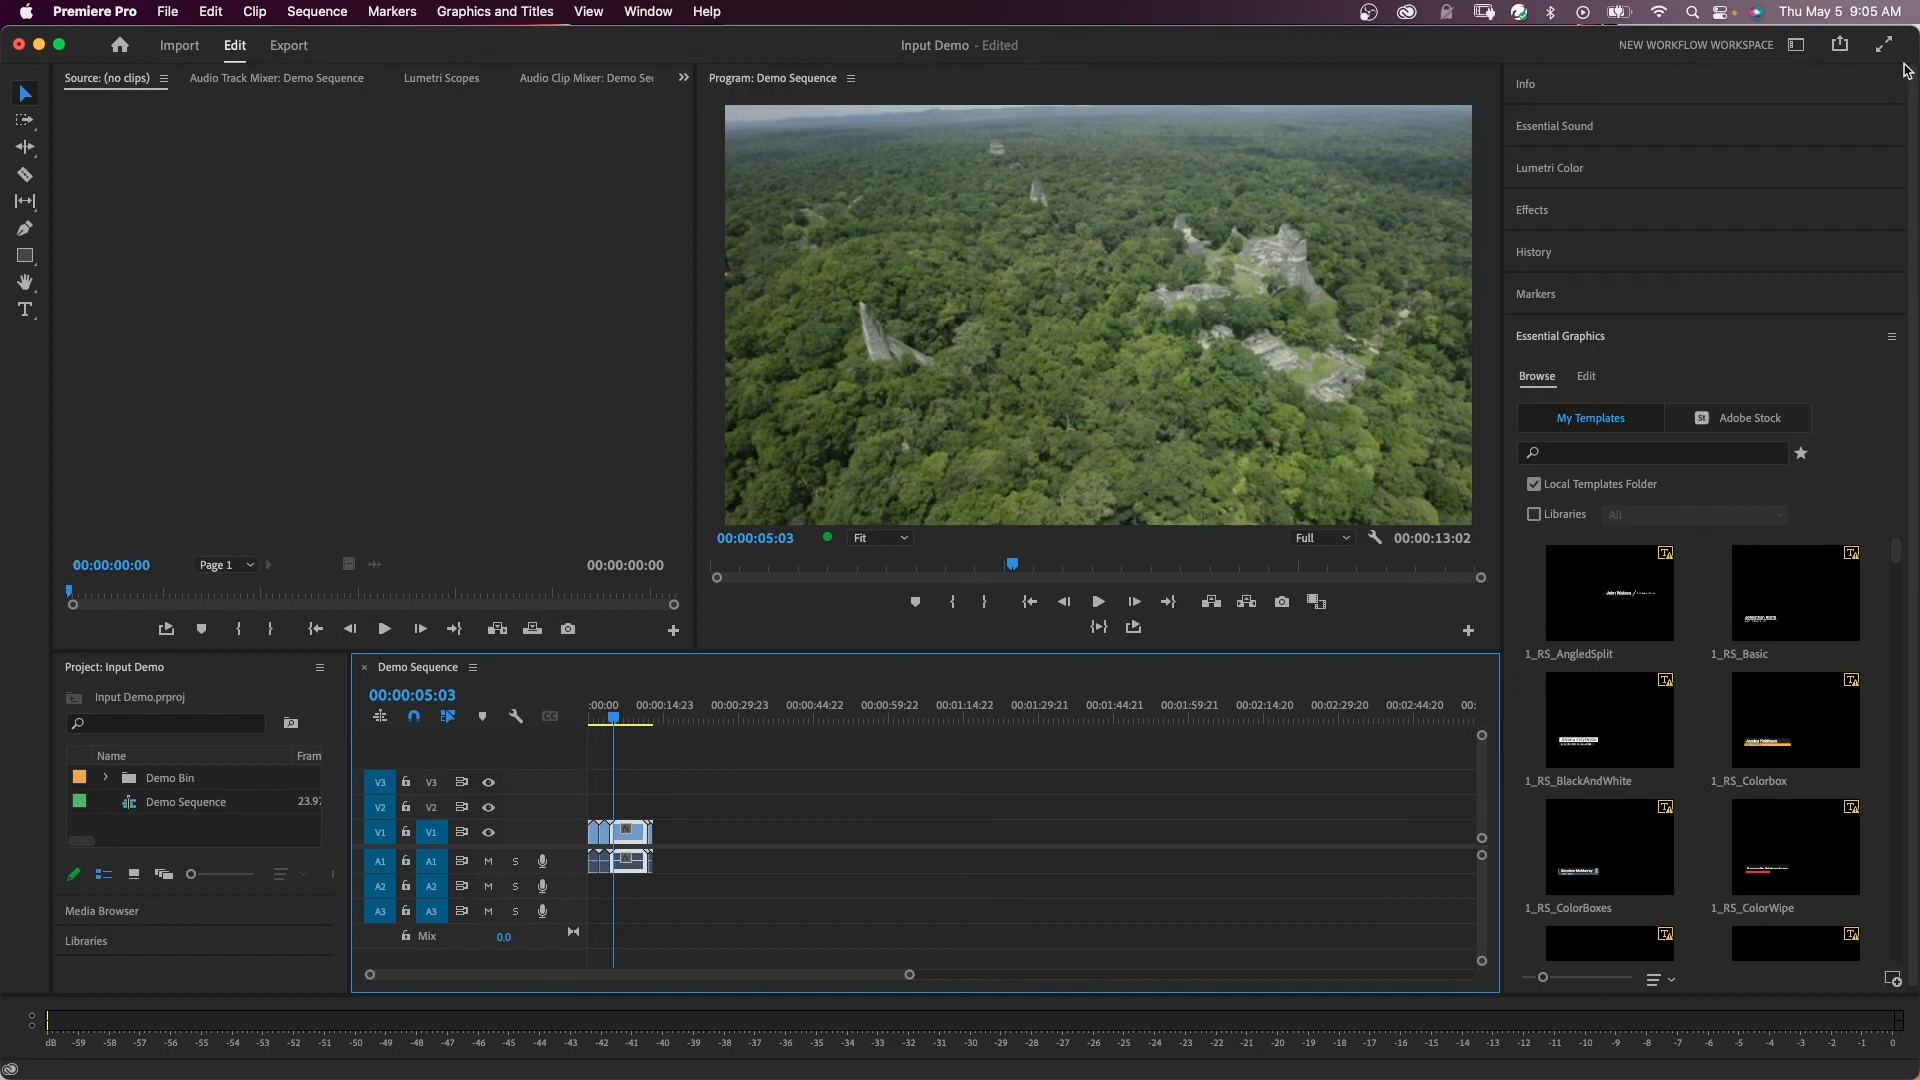 Premiere Pro File Edit Clip Sequence Markers Graphics and Titles View Window Help Thu May 5 9:05 AM
Import Edit Export Input Demo - Edited NEW WORKFLOW WORKSPACE
Source: (no clips) Audio Track Mixer: Demo Sequence Lumetri Scopes Audio Clip Mixer: Demo Se
Program: Demo Sequence
Info
Essential Sound
Lumetri Color
Effects
History
Markers
Essential Graphics
Browse Edit
My Templates St Adobe Stock
Local Templates Folder
Libraries All
1_RS_AngledSplit 1_RS_Basic
1_RS_BlackAndWhite 1_RS_Colorbox
1_RS_ColorBoxes 1_RS_ColorWipe
00:00:05:03 Fit Full 00:00:13:02
00:00:00:00 Page 1 00:00:00:00
Project: Input Demo
Input Demo.prproj
Name Fram
Demo Bin
Demo Sequence 23.97
Media Browser
Libraries
Demo Sequence
00:00:05:03
:00:00 00:00:14:23 00:00:29:23 00:00:44:22 00:00:59:22 00:01:14:22 00:01:29:21 00:01:44:21 00:01:59:21 00:02:14:20 00:02:29:20 00:02:44:20 00:
V3 V3
V2 V2
V1 V1 fx
A1 A1 M S fx
A2 A2 M S
A3 A3 M S
Mix 0.0
dB -59 -58 -57 -56 -55 -54 -53 -52 -51 -50 -49 -48 -47 -46 -45 -44 -43 -42 -41 -40 -39 -38 -37 -36 -35 -34 -33 -32 -31 -30 -29 -28 -27 -26 -25 -24 -23 -22 -21 -20 -19 -18 -17 -16 -15 -14 -13 -12 -11 -10 -9 -8 -7 -6 -5 -4 -3 -2 -1 0